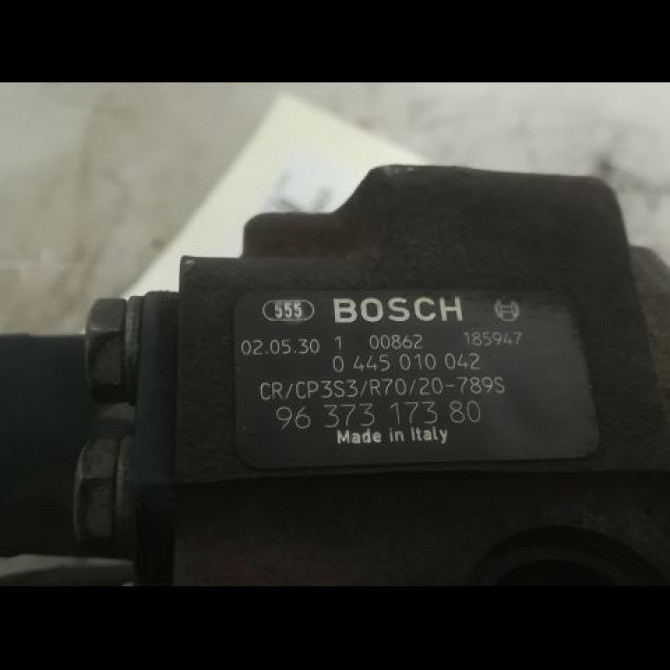 555 BOSCH
02.05.30 1 00862 185947
0 445 010 042
CR/CP3S3/R70/20-789S
96 373 173 80
Made in Italy